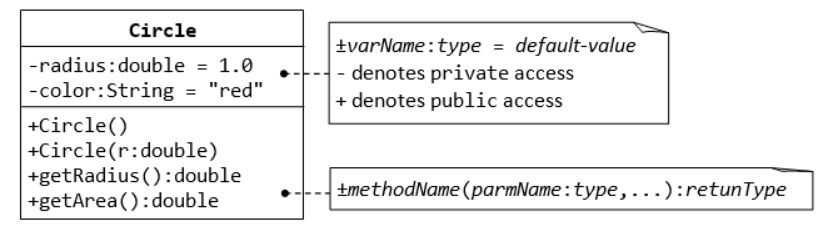 Circle
-radius:double = 1.0
-color:String = "red"
+Circle()
+Circle(r:double)
+getRadius():double
+getArea():double
±varName:type = default-value
- denotes private access
+ denotes public access
±methodName(parmName:type,...):retunType